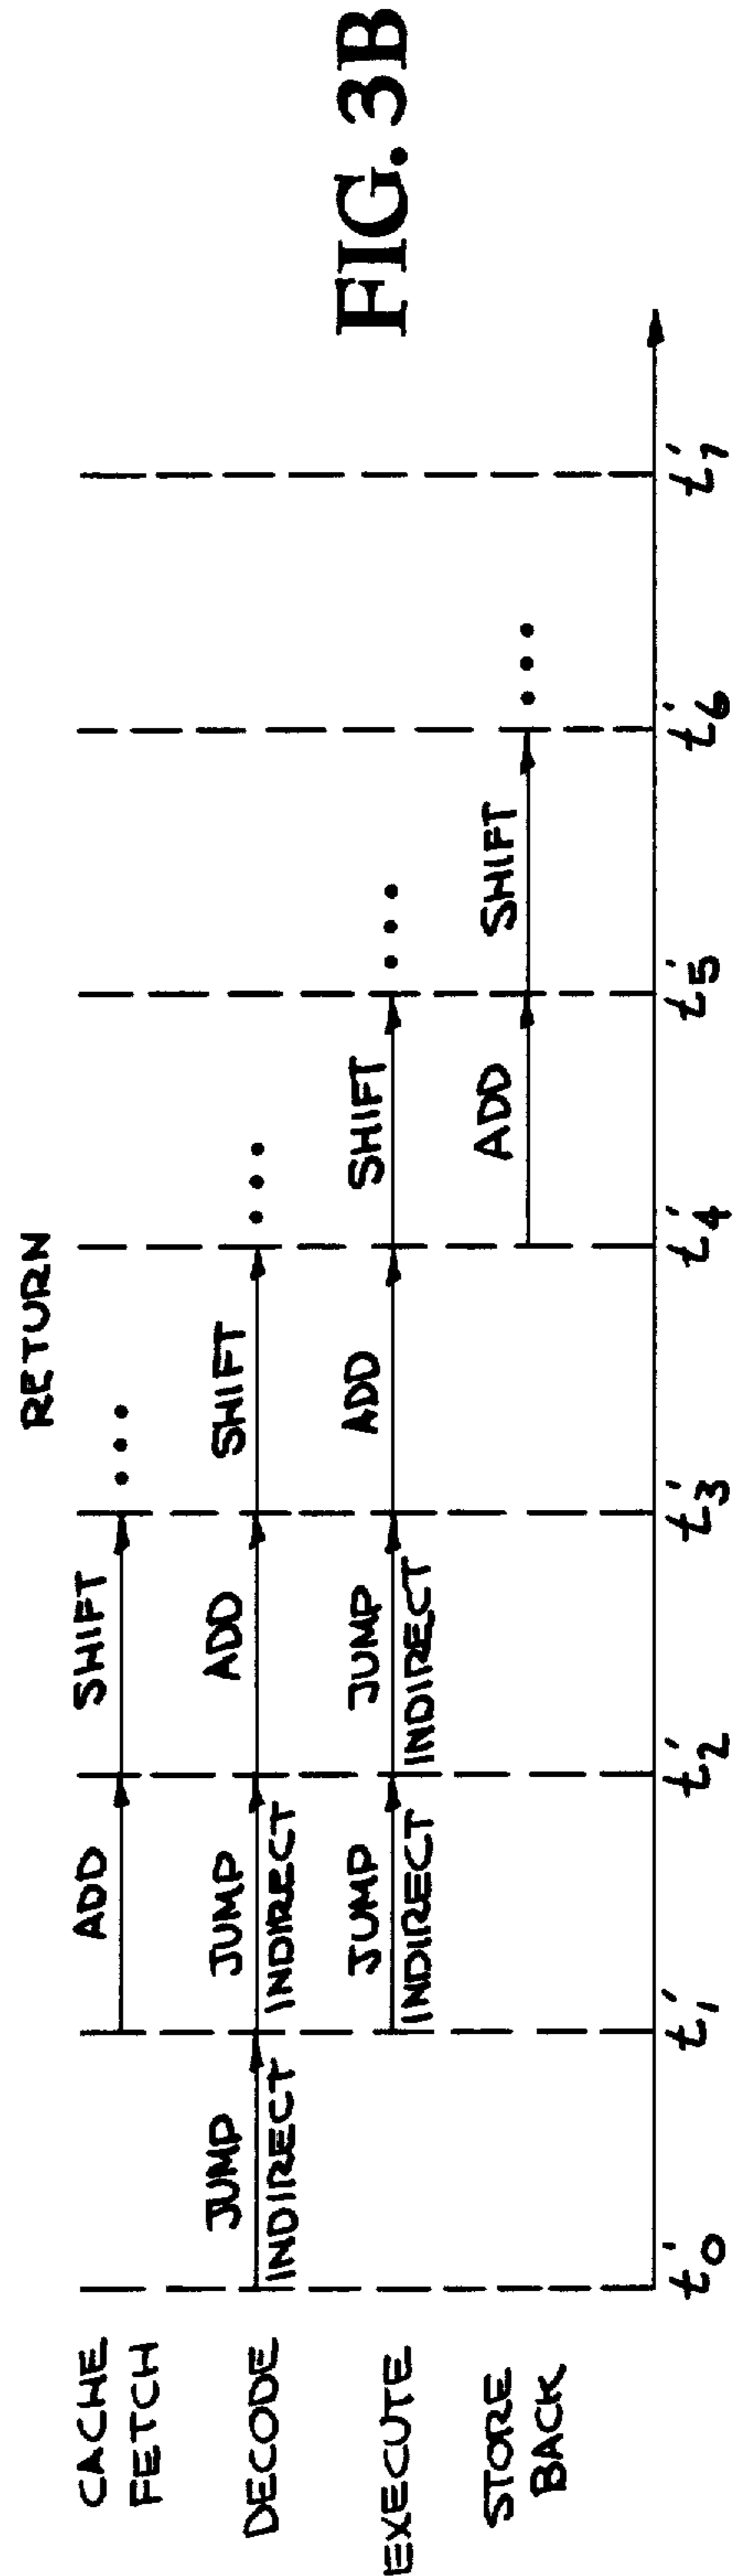 RETURN
CACHE
FETCH
ADD
SHIFT
•••
DECODE
JUMP
INDIRECT
JUMP
INDIRECT
ADD
SHIFT
•••
EXECUTE
JUMP
INDIRECT
JUMP
INDIRECT
ADD
SHIFT
•••
STORE
BACK
ADD
SHIFT
•••
t'0 t'1 t'2 t'3 t'4 t'5 t'6 t'7
FIG. 3B